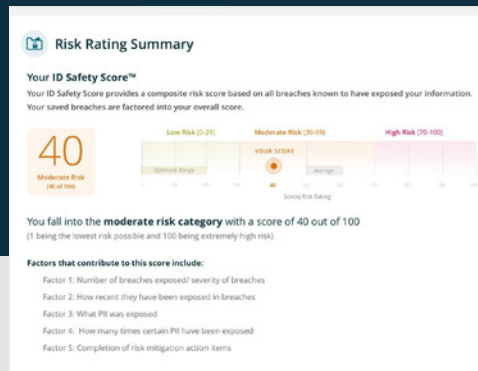 Risk Rating Summary
Your ID Safety Score™
Your ID Safety Score provides a composite risk score based on all breaches known to have exposed your information.
Your saved breaches are factored into your overall score.
40
Moderate Risk
(40 of 100)
Low Risk (0-29) Moderate Risk (30-69) High Risk (70-100)
YOUR SCORE
Optimum Range Average
40
Risk Rating
You fall into the moderate risk category with a score of 40 out of 100
(1 being the lowest risk possible and 100 being extremely high risk)
Factors that contribute to this score include:
Factor 1: Number of breaches exposed/ severity of breaches
Factor 2: How recent they have been exposed in breaches
Factor 3: What PII was exposed
Factor 4: How many times certain PII have been exposed
Factor 5: Completion of risk mitigation action items